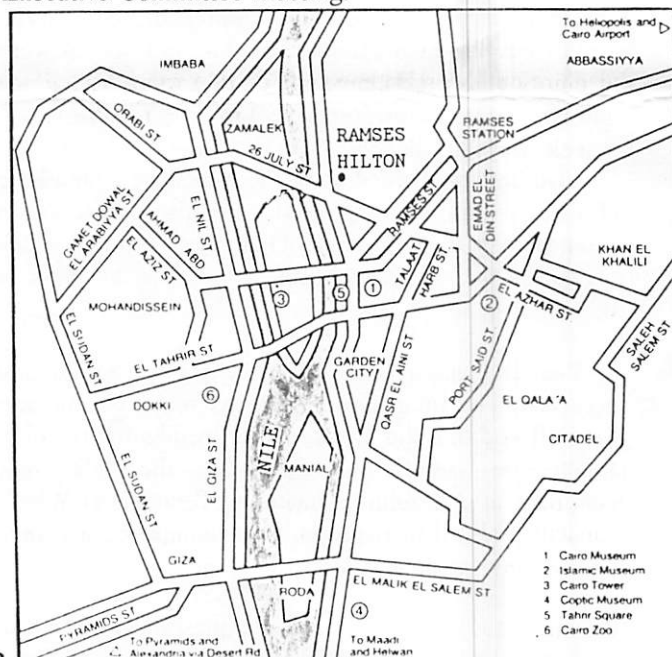 To Heliopolis and
Cairo Airport
ABBASSIYYA
IMBABA
ORABI ST
ZAMALEK
26 JULY ST
RAMSES
HILTON
RAMSES
STATION
GAMET DOWAL
EL ARABIYYA ST
AHMAD ABD
EL AZIZ ST
EL NIL ST
RAMSES ST
EMAD EL
DIN STREET
TALAAT
HARB ST
KHAN EL
KHALILI
MOHANDISSEIN
3
5
1
2
EL AZHAR ST
SALEH
SALEM ST
EL SUDAN ST
EL TAHRIR ST
GARDEN
CITY
QASR EL AINI ST
PORT SAID ST
DOKKI
6
EL QALA'A
CITADEL
EL SUDAN ST
EL GIZA ST
NILE
MANIAL
GIZA
RODA
EL MALIK EL SALEM ST
4
PYRAMIDS ST
To Pyramids and
Alexandria via Desert Rd
To Maadi
and Helwan
1 Cairo Museum
2 Islamic Museum
3 Cairo Tower
4 Coptic Museum
5 Tahrir Square
6 Cairo Zoo